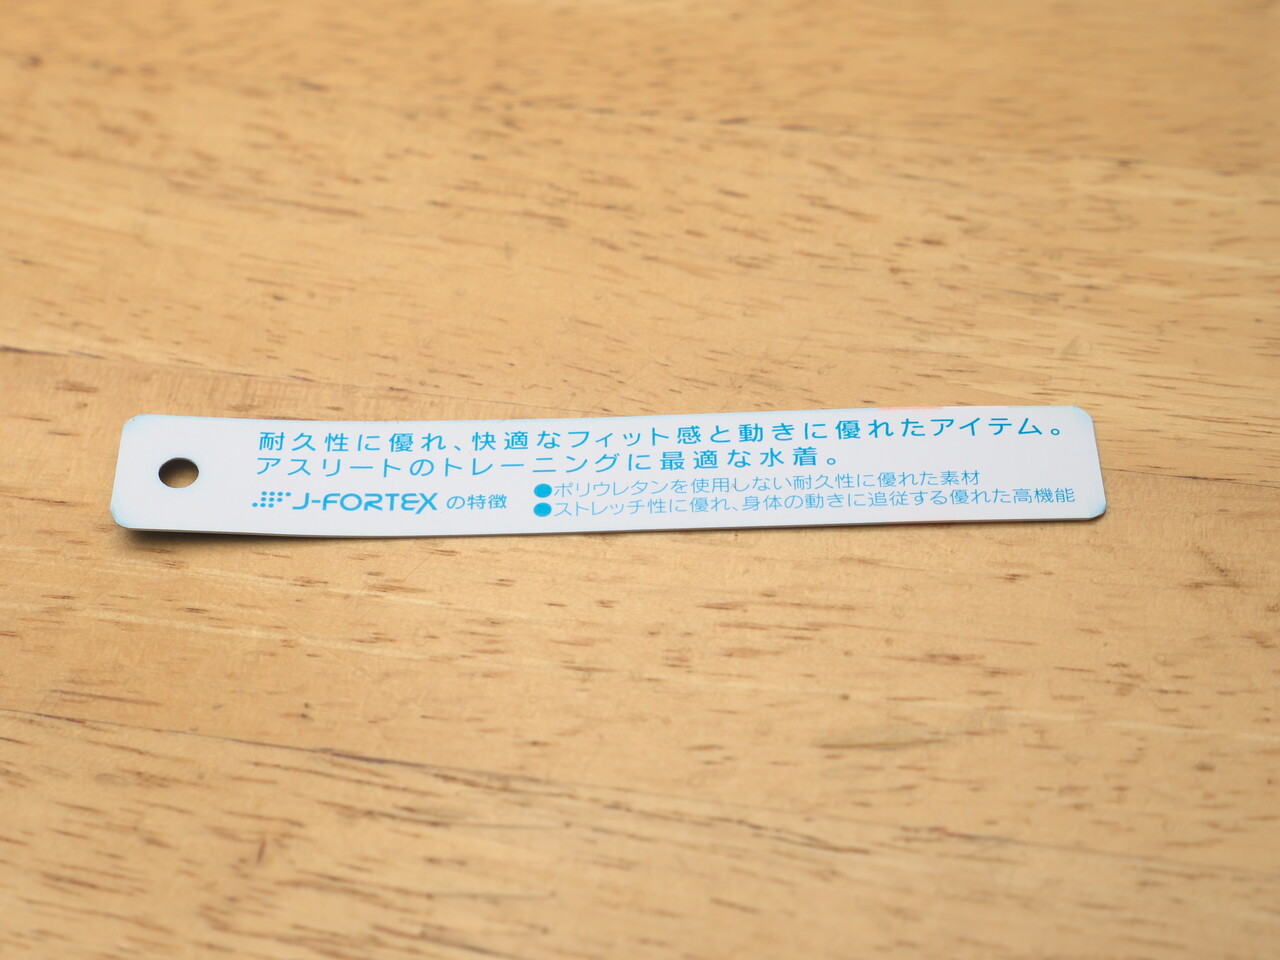 耐久性に優れ、快適なフィット感と動きに優れたアイテム。
アスリートのトレーニングに最適な水着。
J-FORTEX の特徴
●ポリウレタンを使用しない耐久性に優れた素材
●ストレッチ性に優れ、身体の動きに追従する優れた高機能